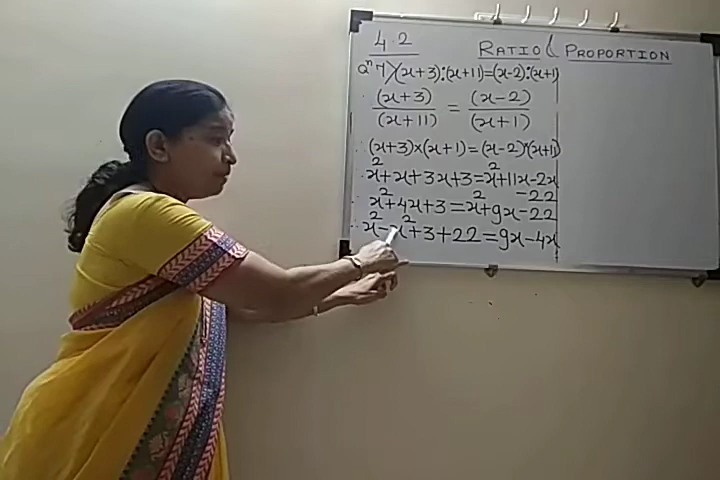 4.2
RATIO & PROPORTION
Qⁿ 7) (x+3):(x+11)=(x-2):(x+1)
(x+3)/(x+11) = (x-2)/(x+1)
(x+3)×(x+1)=(x-2)×(x+11)
x²+x+3x+3=x²+11x-2x
-22
x²+4x+3=x²+9x-22
x²-x²+3+22=9x-4x